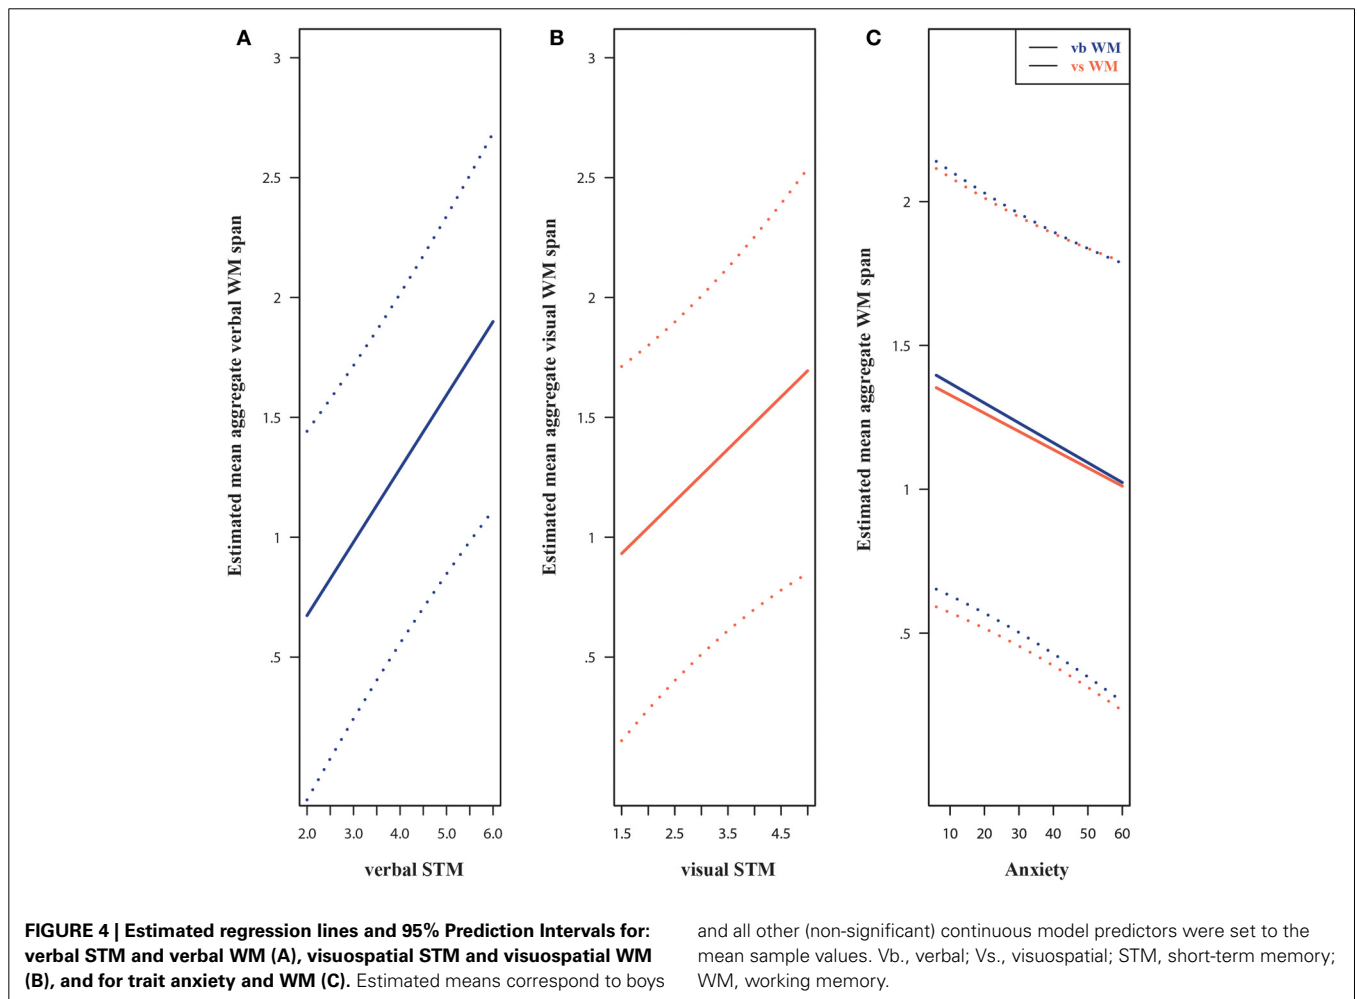 A
3
2.5
2
1.5
1
.5
Estimated mean aggregate verbal WM span
2.0 3.0 4.0 5.0 6.0
verbal STM
B
3
2.5
2
1.5
1
.5
Estimated mean aggregate visual WM span
1.5 2.5 3.5 4.5
visual STM
C
vb WM
vs WM
2
1.5
1
.5
Estimated mean aggregate WM span
10 20 30 40 50 60
Anxiety
FIGURE 4 | Estimated regression lines and 95% Prediction Intervals for:
verbal STM and verbal WM (A), visuospatial STM and visuospatial WM
(B), and for trait anxiety and WM (C). Estimated means correspond to boys
and all other (non-significant) continuous model predictors were set to the
mean sample values. Vb., verbal; Vs., visuospatial; STM, short-term memory;
WM, working memory.